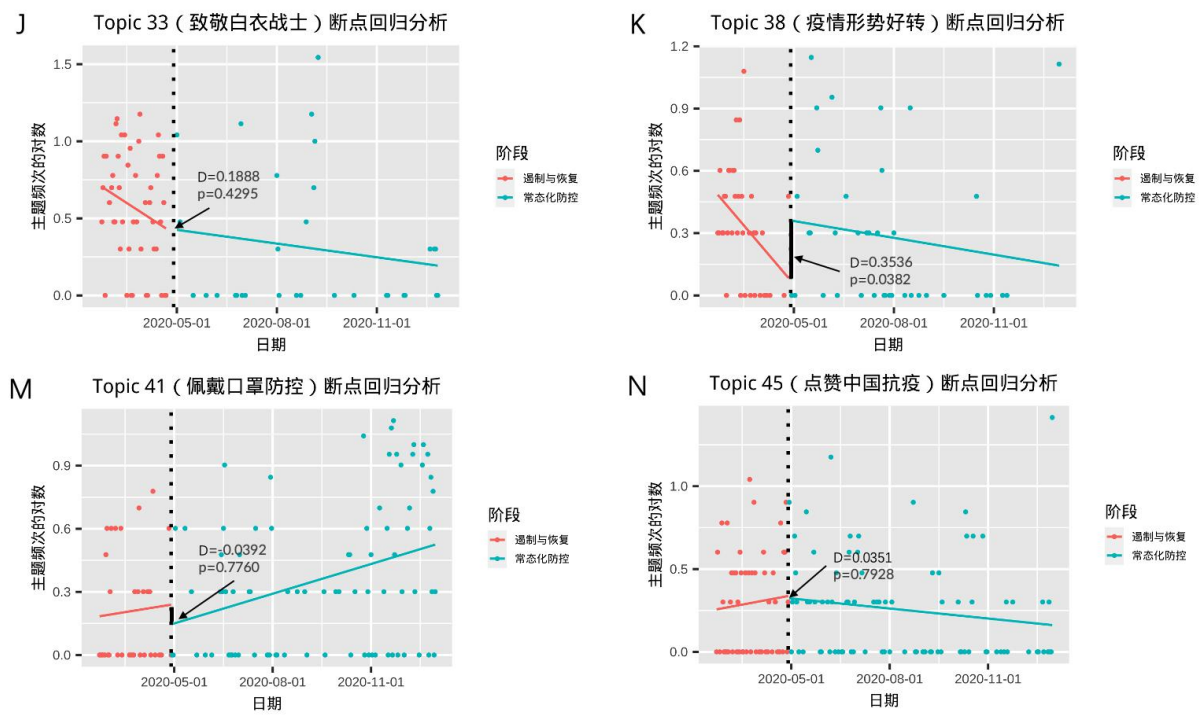 J
Topic 33（致敬白衣战士）断点回归分析
主题频次的对数
1.5
1.0
0.5
0.0
D=0.1888
p=0.4295
2020-05-01 2020-08-01 2020-11-01
日期
阶段
遏制与恢复
常态化防控
K
Topic 38（疫情形势好转）断点回归分析
主题频次的对数
1.2
0.9
0.6
0.3
0.0
D=0.3536
p=0.0382
2020-05-01 2020-08-01 2020-11-01
日期
阶段
遏制与恢复
常态化防控
M
Topic 41（佩戴口罩防控）断点回归分析
主题频次的对数
0.9
0.6
0.3
0.0
D=-0.0392
p=0.7760
2020-05-01 2020-08-01 2020-11-01
日期
阶段
遏制与恢复
常态化防控
N
Topic 45（点赞中国抗疫）断点回归分析
主题频次的对数
1.0
0.5
0.0
D=0.0351
p=0.7928
2020-05-01 2020-08-01 2020-11-01
日期
阶段
遏制与恢复
常态化防控